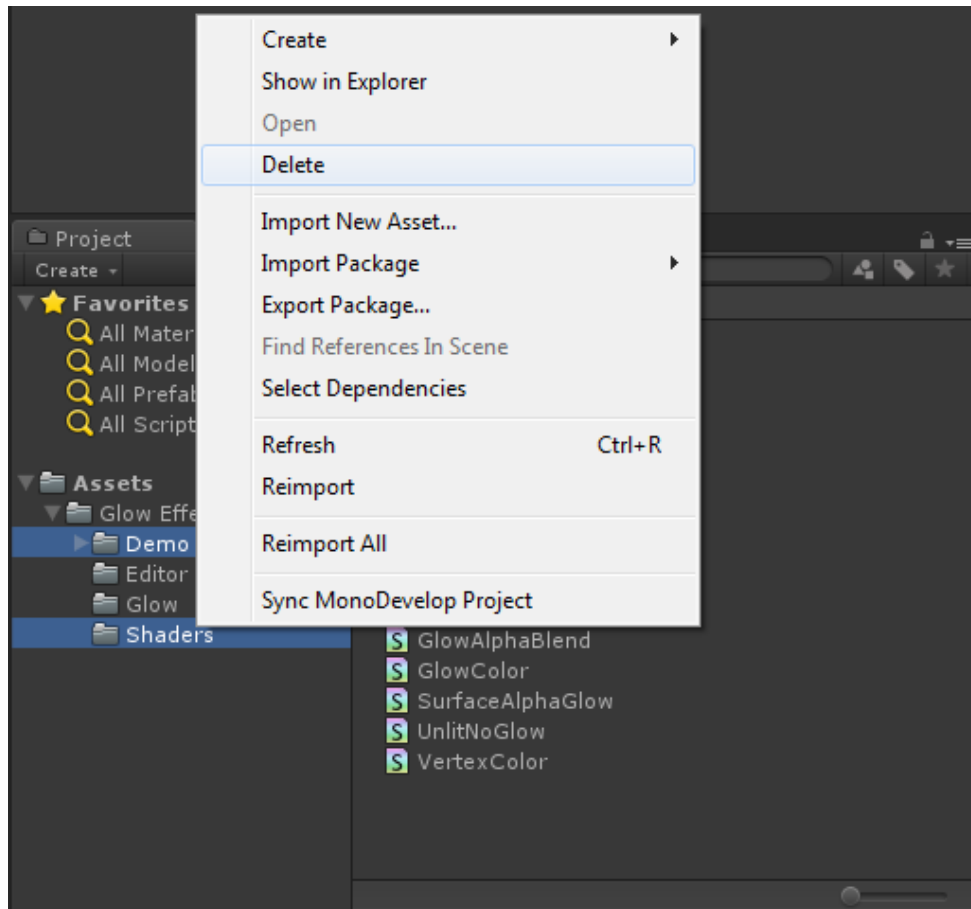 Create
Show in Explorer
Open
Delete
Import New Asset...
Import Package
Export Package...
Find References In Scene
Select Dependencies
Refresh Ctrl+R
Reimport
Reimport All
Sync MonoDevelop Project
Project
Create
Favorites
All Mater
All Model
All Prefab
All Script
Assets
Glow Effe
Demo
Editor
Glow
Shaders
GlowAlphaBlend
GlowColor
SurfaceAlphaGlow
UnlitNoGlow
VertexColor